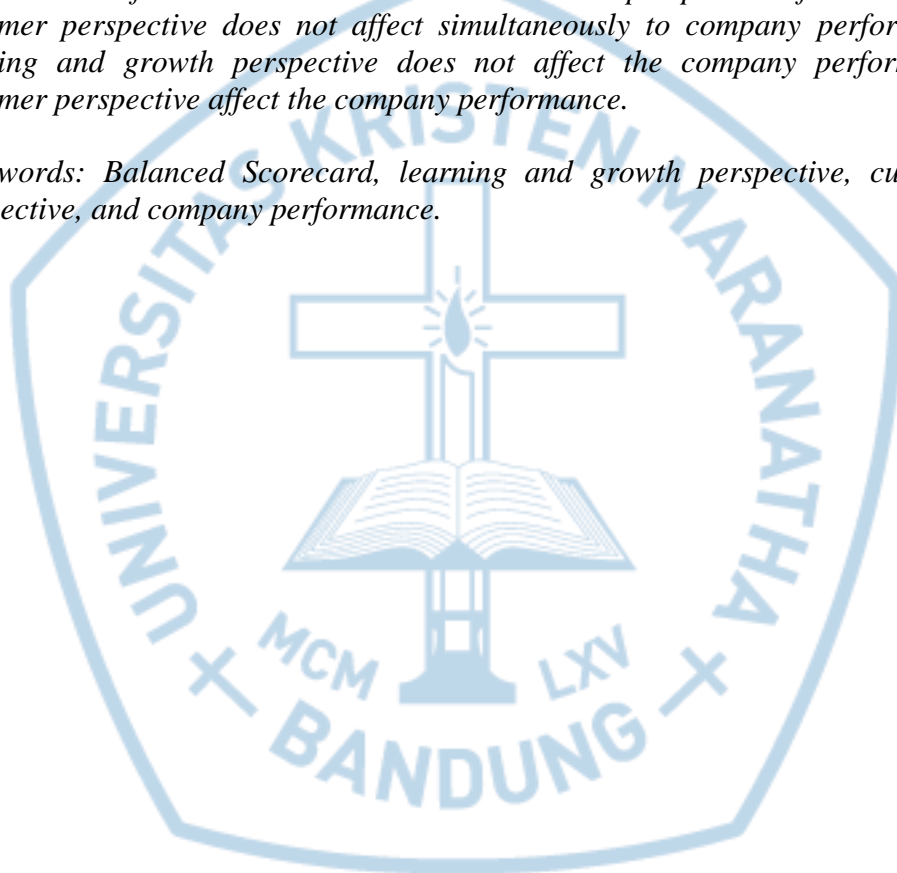 mer perspective does not affect simultaneously to company perfor
ing and growth perspective does not affect the company perfor
mer perspective affect the company performance.
words: Balanced Scorecard, learning and growth perspective, cu
pective, and company performance.
UNIVERSITAS KRISTEN MARANATHA
MCM LXV
BANDUNG